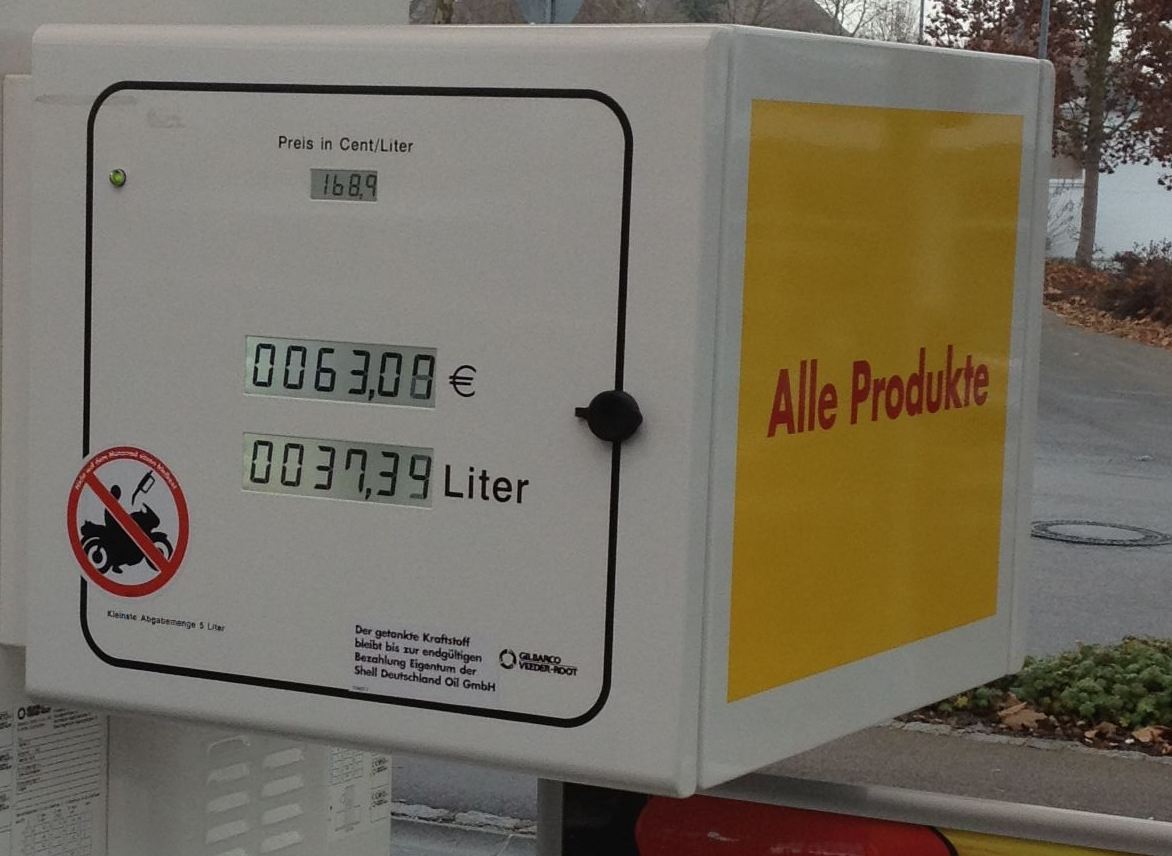 Preis in Cent/Liter
168,9
0063,08 €
0037,39 Liter
Kleinste Abgabemenge 5 Liter
Der getankte Kraftstoff
bleibt bis zur endgültigen
Bezahlung Eigentum der
Shell Deutschland Oil GmbH
GILBARCO
VEEDER-ROOT
Alle Produkte